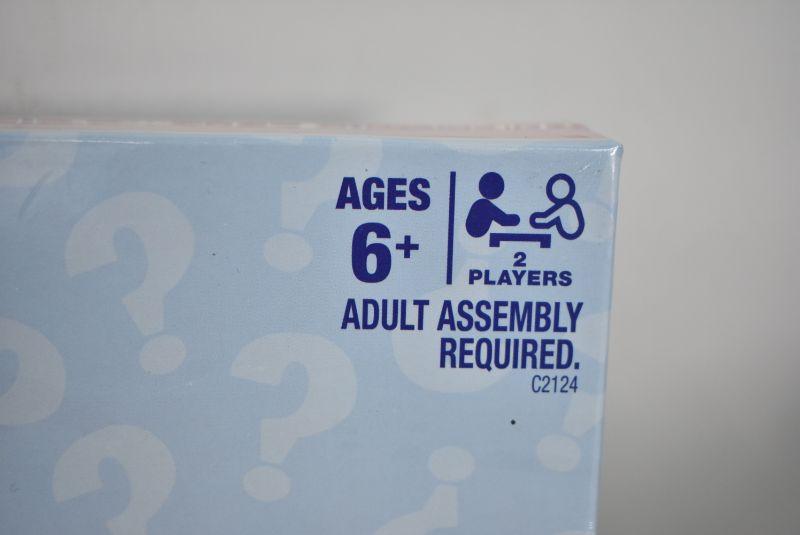 AGES
6+
2
PLAYERS
ADULT ASSEMBLY
REQUIRED.
C2124